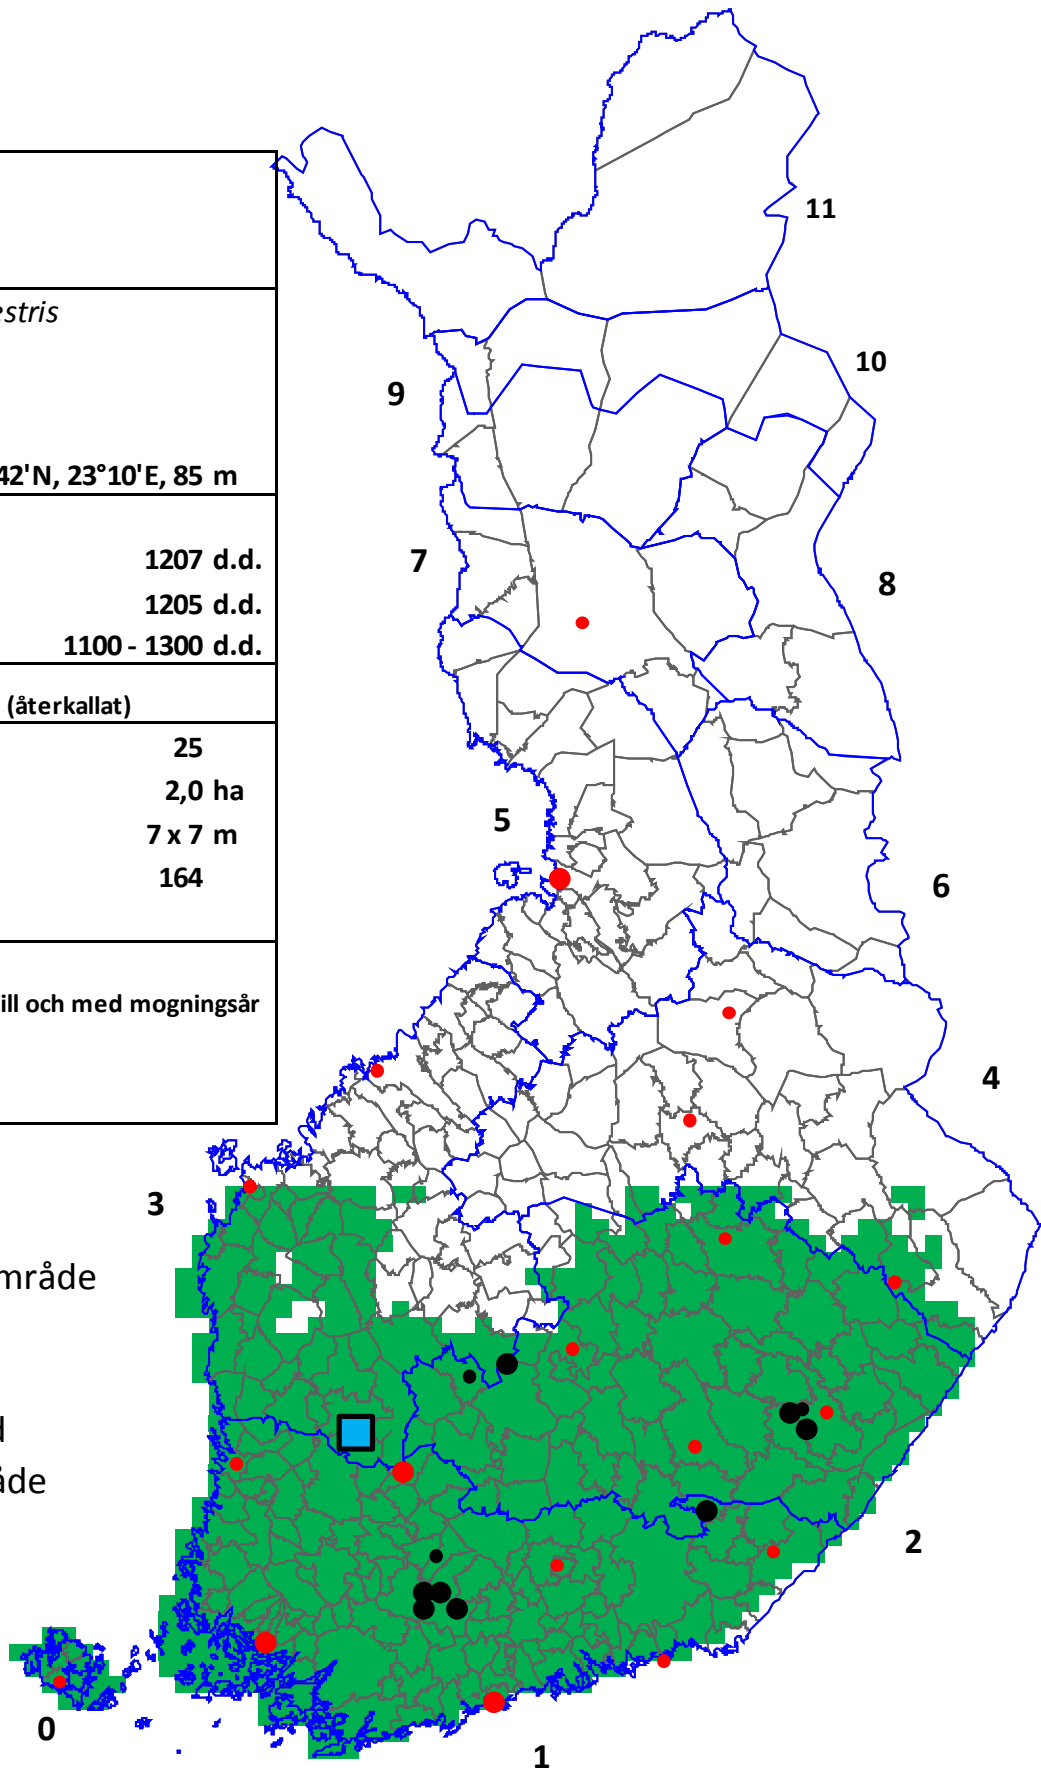 estris
42'N, 23°10'E, 85 m
1207 d.d.
1205 d.d.
1100 - 1300 d.d.
(återkallat)
25
2,0 ha
7 x 7 m
164
ill och med mogningsår
mråde
d
åde
11
10
9
7
8
5
6
4
3
2
0
1